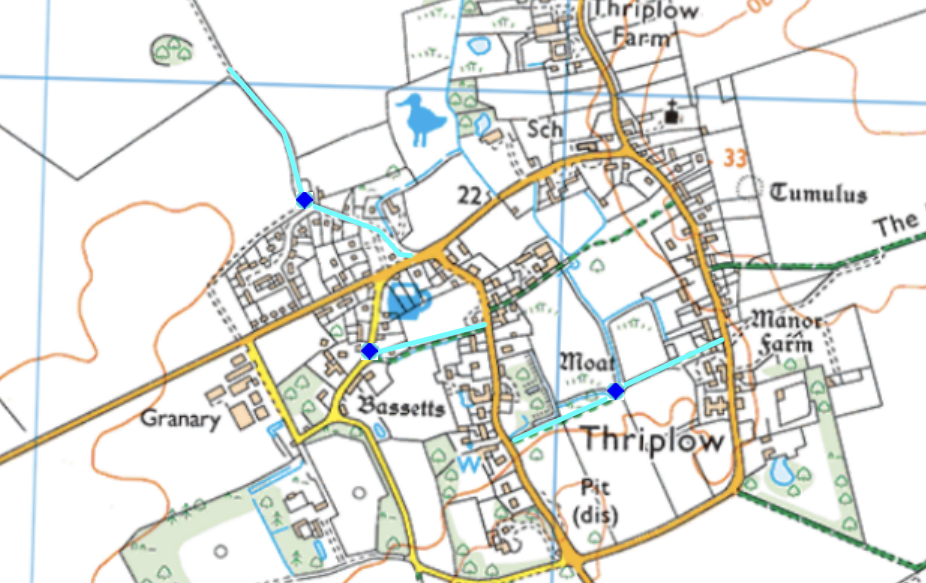 Thriplow
Farm
Sch
33
22
Tumulus
The
Manor
Farm
Moat
Granary
Bassetts
Thriplow
W
Pit
(dis)